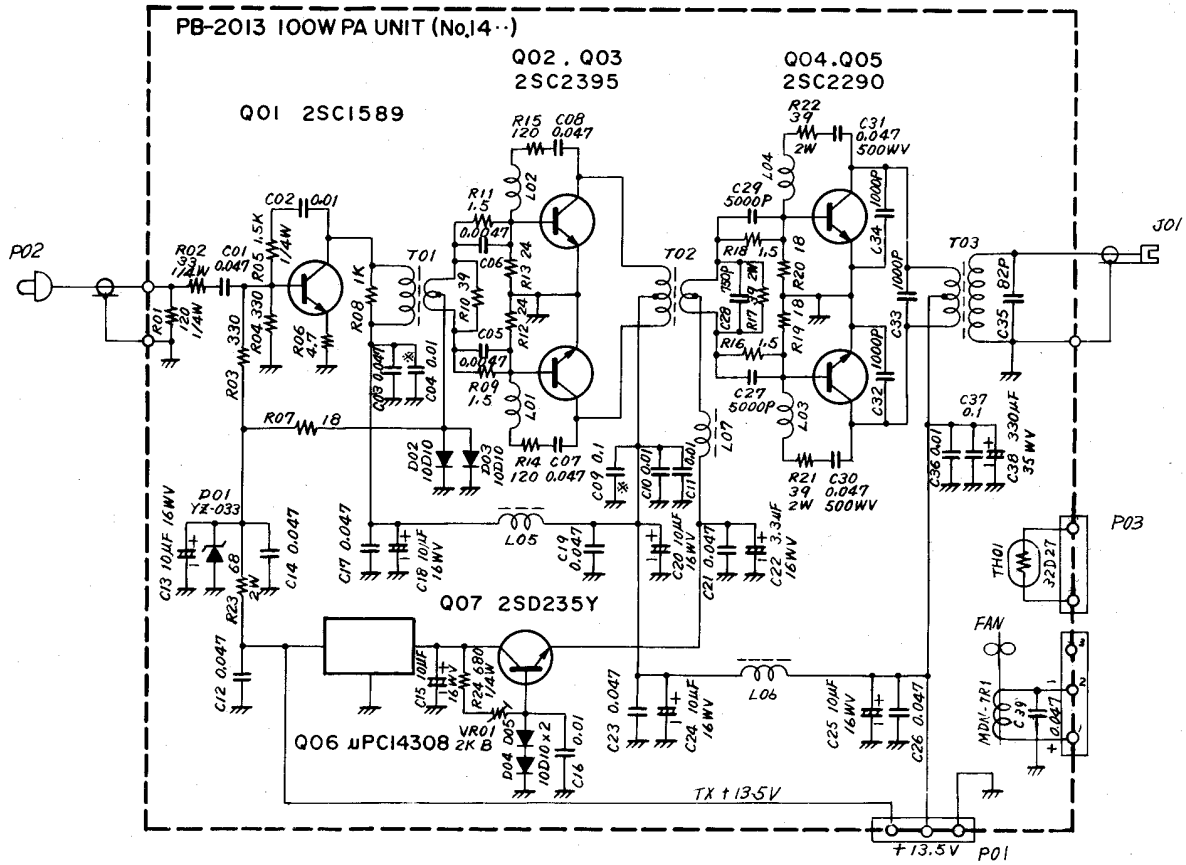 PB-2013 100W PA UNIT (No.14··)
Q02 . Q03
2SC2395
Q04.Q05
2SC2290
Q01 2SC1589
R15
120
C08
0.047
R22
39
2W
C31
0.047
500WV
L02
L04
C02 0.01
R11
1.5
0.0047
C06
C29
5000P
1000P
C34
J01
P02
R02
33
1/4W
C01
0.047
R05 1.5K
1/4W
T01
R13 24
T02
R18
1.5
R20 18
1000P
T03
R01
120
1/4W
R04 330
R06
4.7
R08 1K
R10 39
750P
C28
R17 39 2W
C33
C35 82P
330
R03
C03 0.047
C04 0.01
※
R12 24
C05
0.0047
R09
1.5
R19 18
R16
1.5
1000P
C32
C27
5000P
L01
L03
L07
R07 18
D02
10D10
D03
10D10
R14
120
C07
0.047
C09 0.1
※
C10 0.01
C11 0.01
R21
39
2W
C30
0.047
500WV
C36 0.01
C37
0.1
C38 330µF
35WV
C13 10µF 16WV
D01
YZ-033
C14 0.047
R23 68
2W
C17 0.047
C18 10µF
16WV
L05
C19
0.047
C20 10µF
16WV
C21 0.047
C22 3.3µF
16WV
P03
TH01
32D27
Q07 2SD235Y
FAN
3
2
1
MDM-7R1
C39
0.047
C12 0.047
C15 10µF
16WV
R24 680
1/4W
Q06 µPC14308
VR01
2KB
D04 D05
10D10 x 2
C16 0.01
C23 0.047
C24 10µF
16WV
L06
C25 10µF
16WV
C26 0.047
TX +13.5V
+13.5V
P01